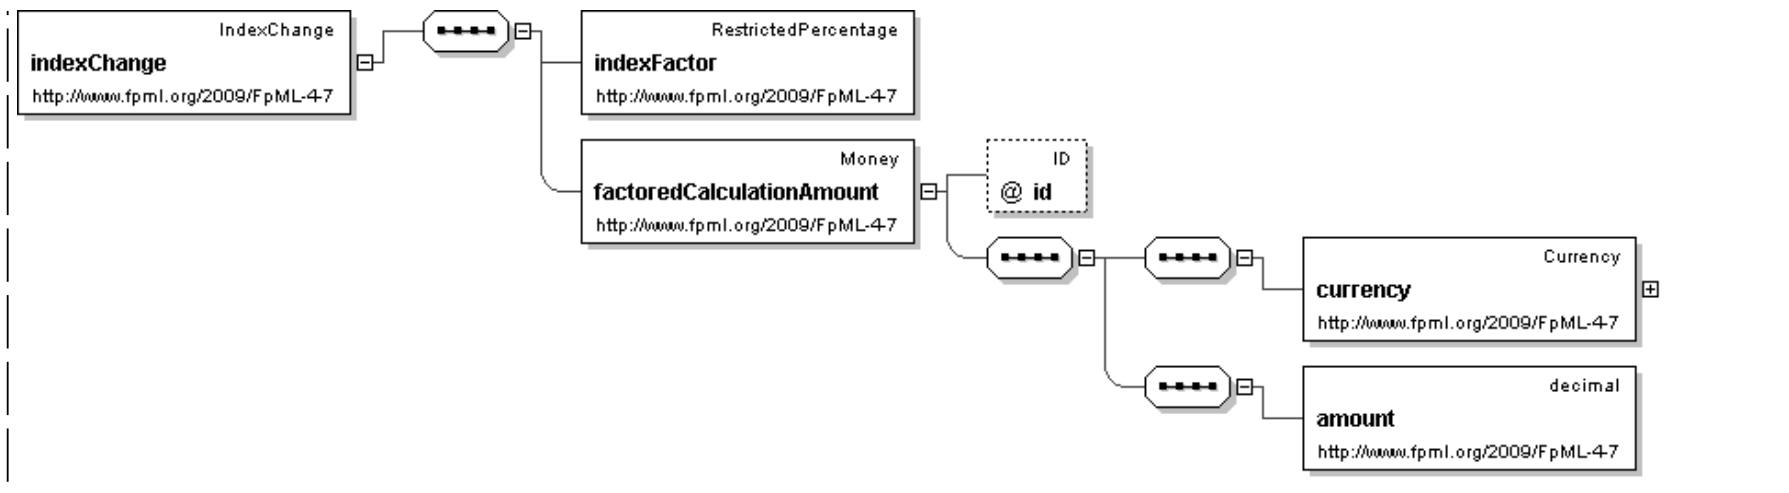 IndexChange
indexChange
http://www.fpml.org/2009/FpML-4-7
RestrictedPercentage
indexFactor
http://www.fpml.org/2009/FpML-4-7
Money
factoredCalculationAmount
http://www.fpml.org/2009/FpML-4-7
ID
@ id
Currency
currency
http://www.fpml.org/2009/FpML-4-7
decimal
amount
http://www.fpml.org/2009/FpML-4-7